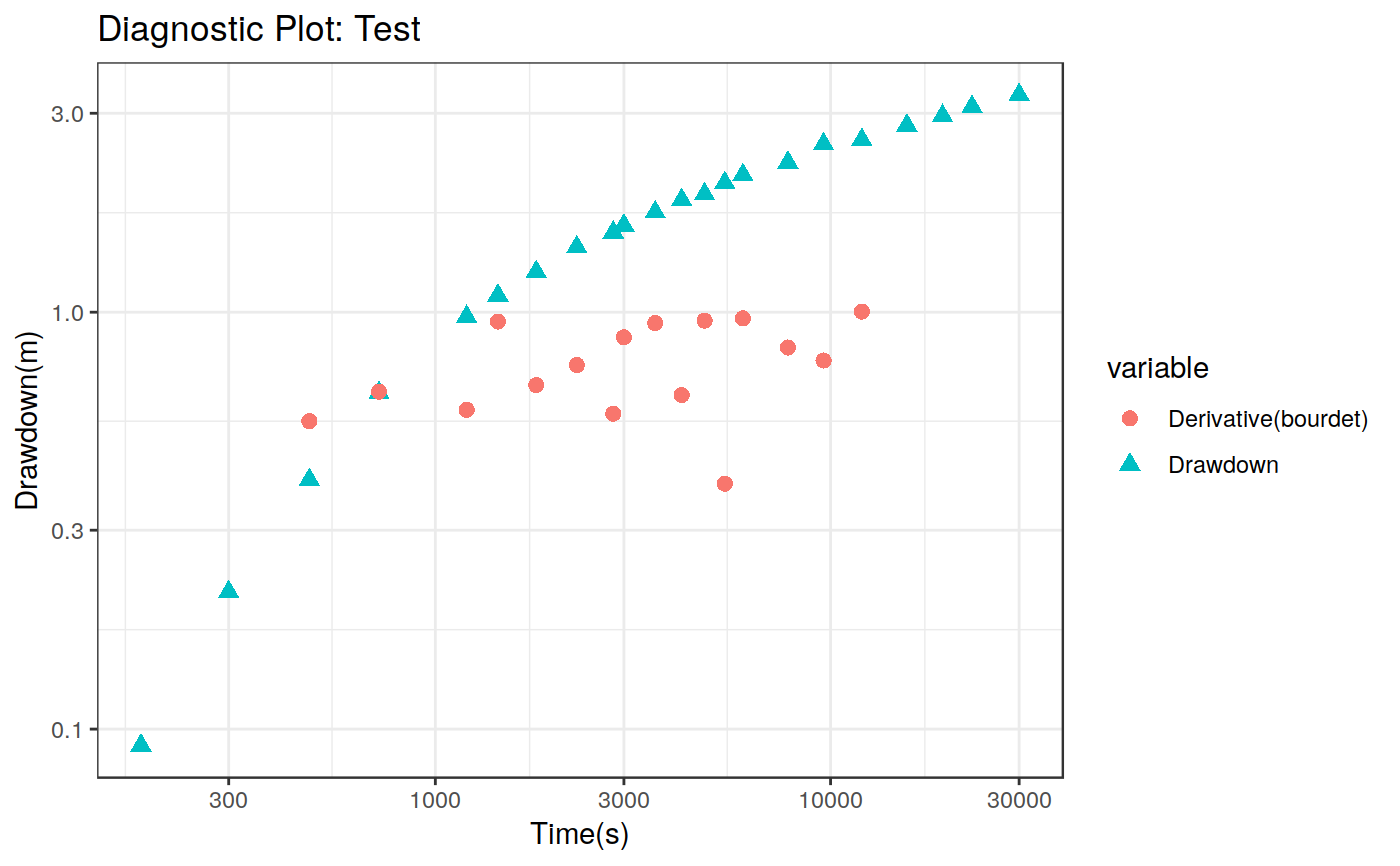 Diagnostic Plot: Test
Drawdown(m)
3.0
1.0
0.3
0.1
300 1000 3000 10000 30000
Time(s)
variable
Derivative(bourdet)
Drawdown